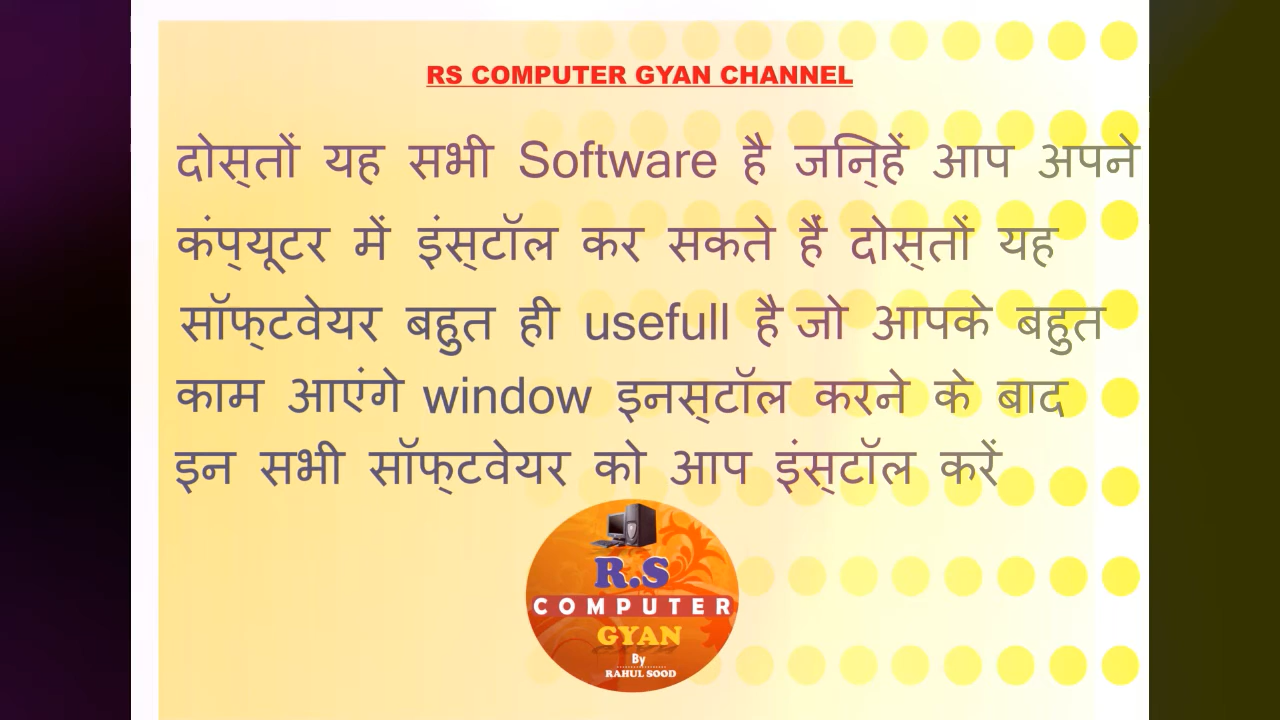 RS COMPUTER GYAN CHANNEL
दोस्तों यह सभी Software है जिन्हें आप अपने
कंप्यूटर में इंस्टॉल कर सकते हैं दोस्तों यह
सॉफ्टवेयर बहुत ही usefull है जो आपके बहुत
काम आएंगे window इनस्टॉल करने के बाद
इन सभी सॉफ्टवेयर को आप इंस्टॉल करें
R.S
COMPUTER
GYAN
By
RAHUL SOOD